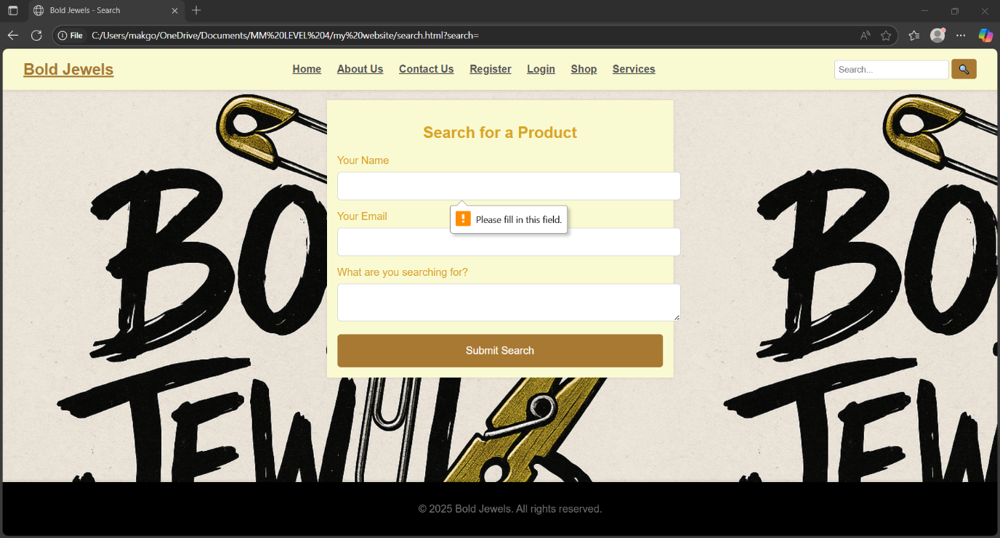 Bold Jewels - Search
File
C:/Users/makgo/OneDrive/Documents/MM%20LEVEL%204/my%20website/search.html?search=
Bold Jewels
Home About Us Contact Us Register Login Shop Services
Search...
Search for a Product
Your Name
Please fill in this field.
Your Email
What are you searching for?
Submit Search
BO
BO
JEW
JEW
© 2025 Bold Jewels. All rights reserved.